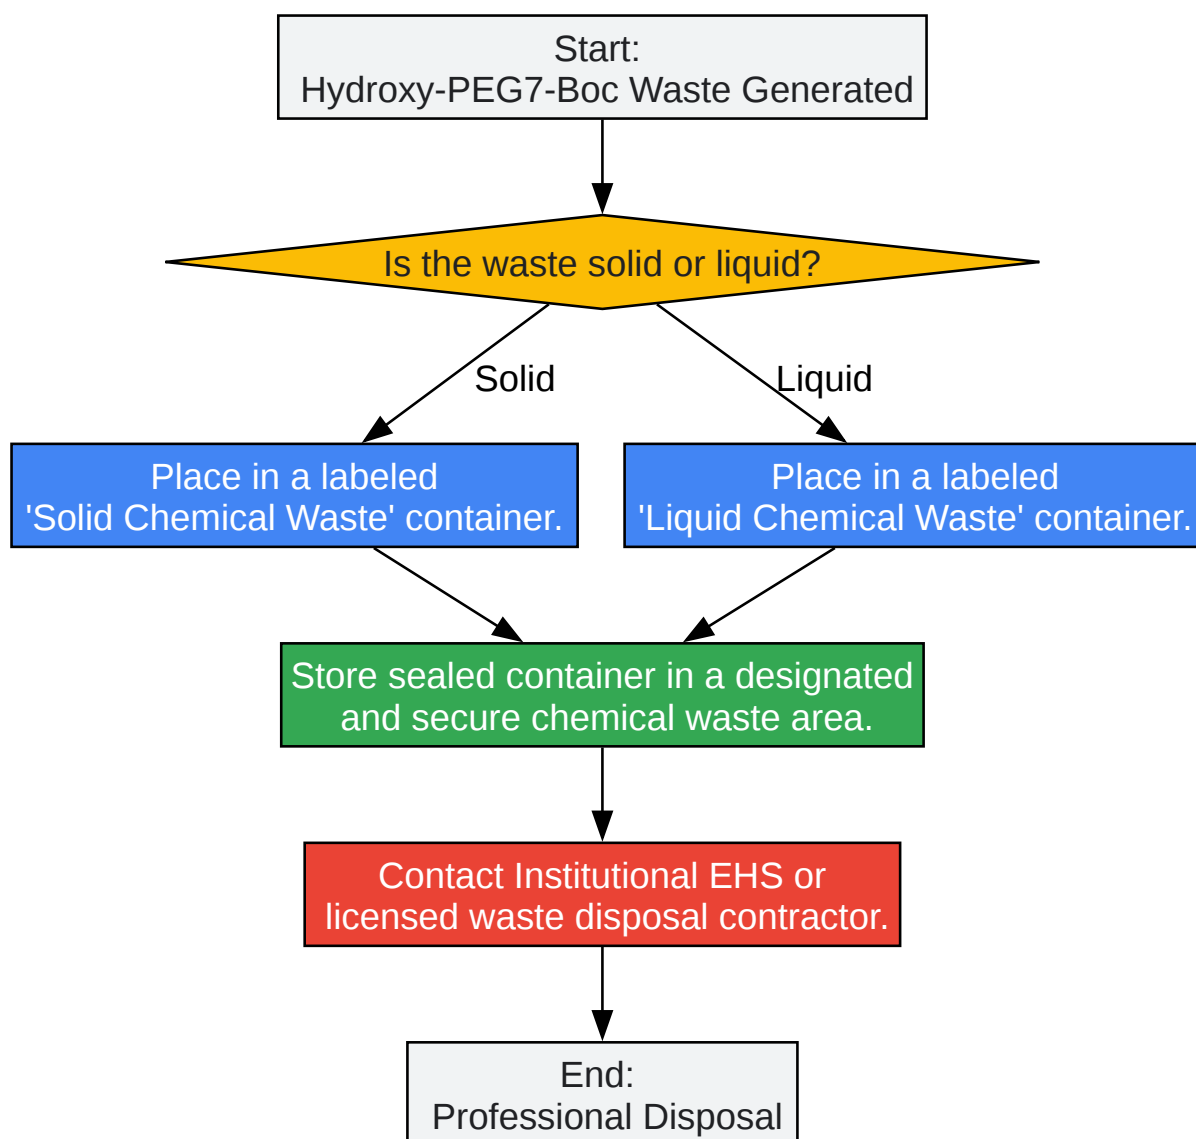 Start:
Hydroxy-PEG7-Boc Waste Generated
Is the waste solid or liquid?
Solid
Liquid
Place in a labeled
'Solid Chemical Waste' container.
Place in a labeled
'Liquid Chemical Waste' container.
Store sealed container in a designated
and secure chemical waste area.
Contact Institutional EHS or
licensed waste disposal contractor.
End:
Professional Disposal